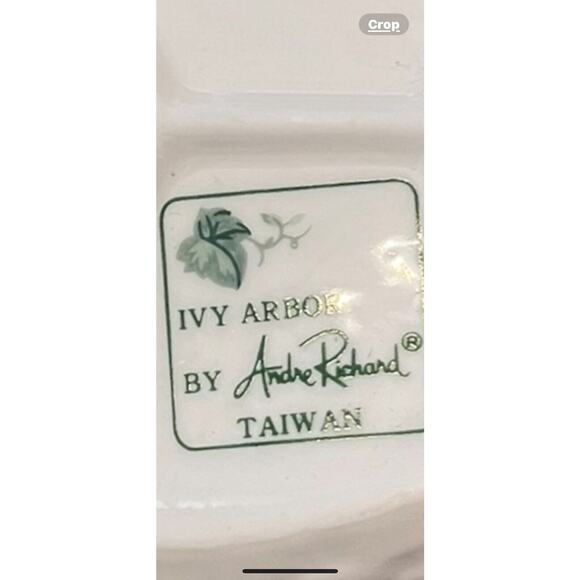 Crop
IVY ARBOR
BY Andre Richard®
TAIWAN